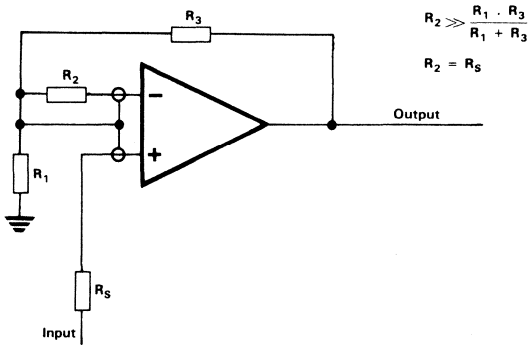 R3
R2 ≫ R1 . R3 / R1 + R3
R2 = RS
R2
−
+
Output
R1
RS
Input